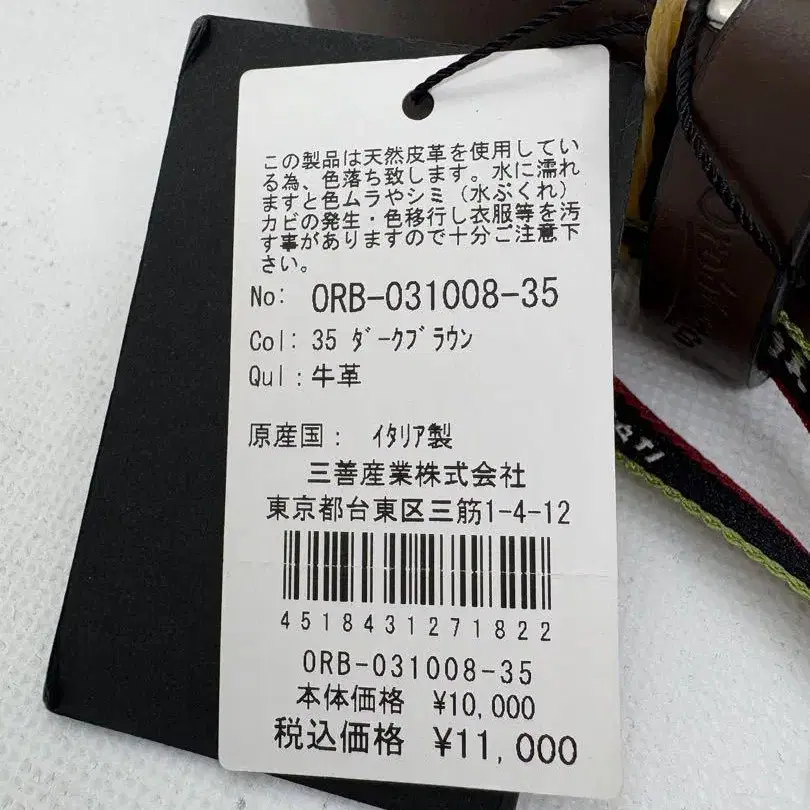 この製品は天然皮革を使用してい
る為、色落ち致します。水に濡れ
ますと色ムラやシミ（水ぶくれ）
カビの発生・色移行し衣服等を汚
す事がありますので十分ご注意下
さい。
No: ORB-031008-35
Col: 35 ﾀﾞｰｸﾌﾞﾗｳﾝ
Qul：牛革
原産国： ｲﾀﾘｱ製
三善産業株式会社
東京都台東区三筋1-4-12
4518431271822
ORB-031008-35
本体価格 ¥10,000
税込価格 ¥11,000